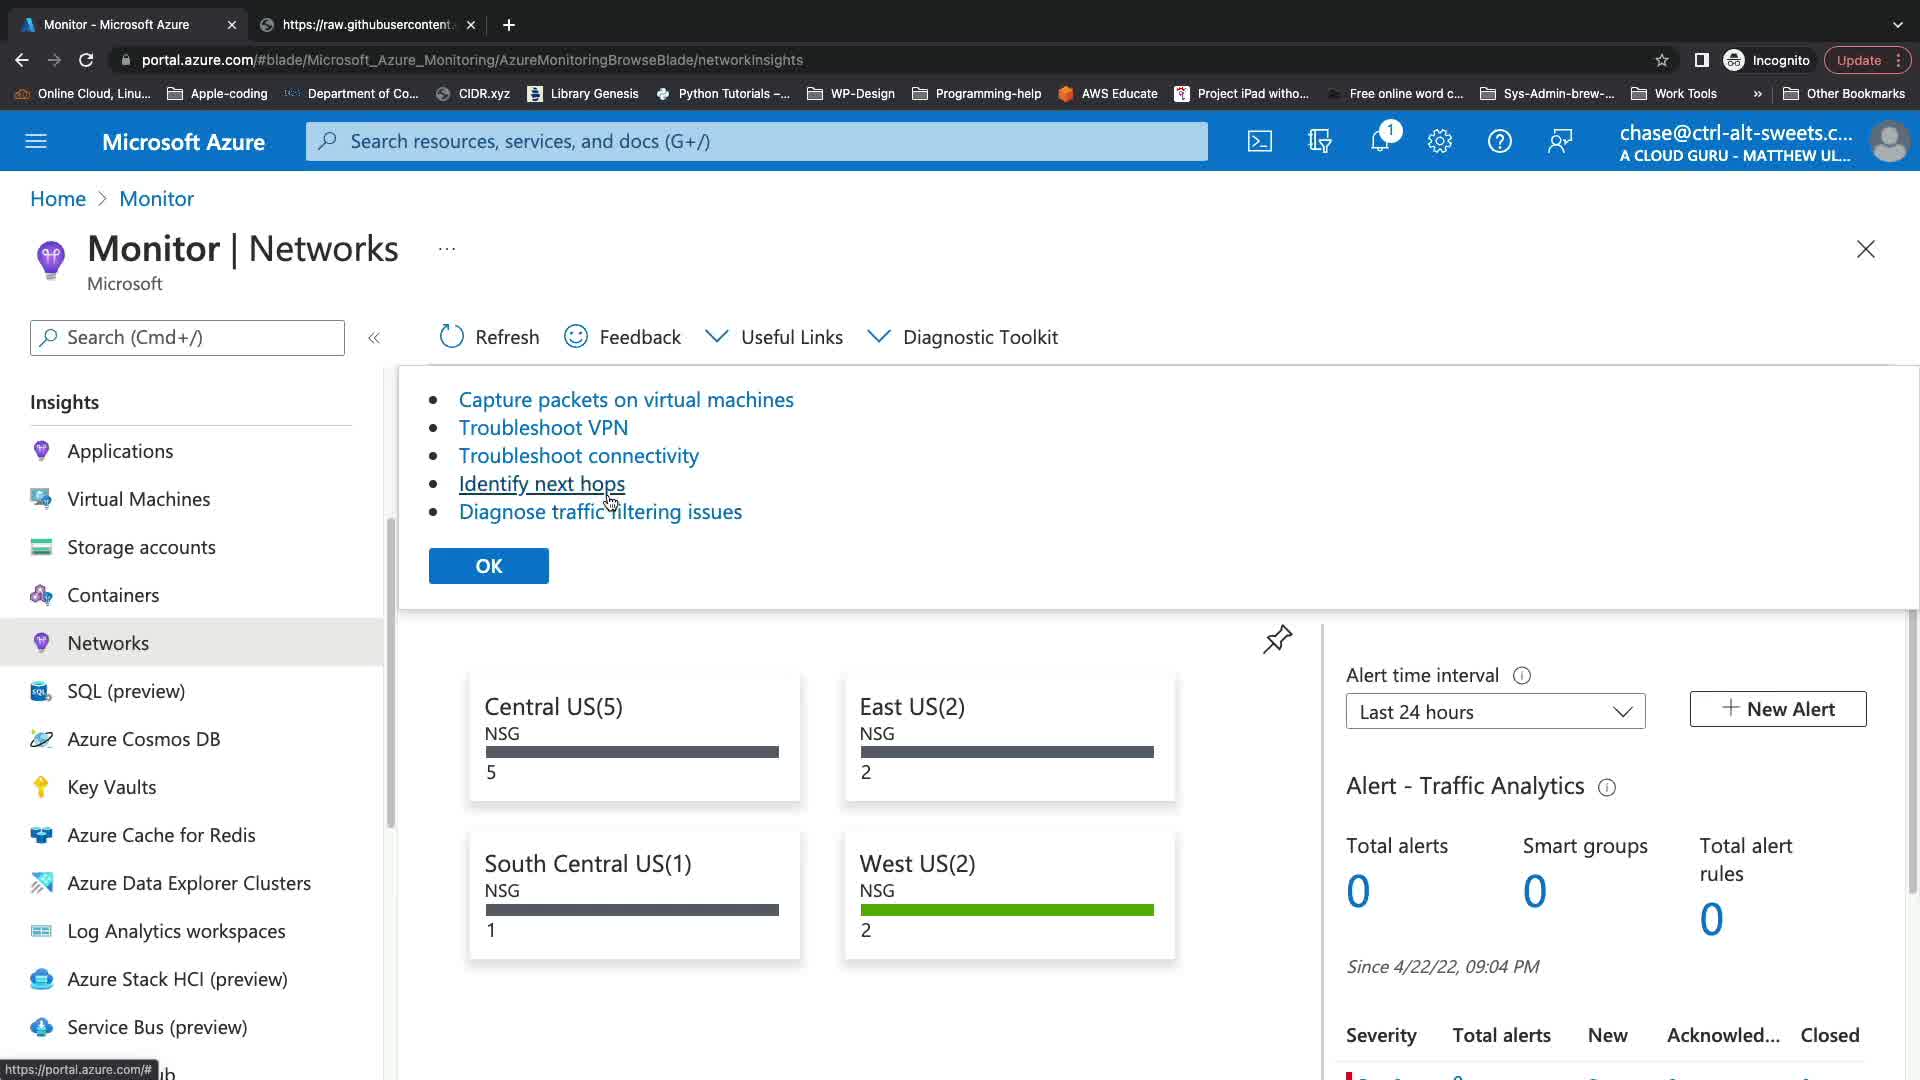 Monitor - Microsoft Azure
https://raw.githubusercontent.
portal.azure.com/#blade/Microsoft_Azure_Monitoring/AzureMonitoringBrowseBlade/networkInsights
Incognito
Update
Online Cloud, Linu...
Apple-coding
Department of Co...
CIDR.xyz
Library Genesis
Python Tutorials –...
WP-Design
Programming-help
AWS Educate
Project iPad witho...
Free online word c...
Sys-Admin-brew-...
Work Tools
»
Other Bookmarks
Microsoft Azure
Search resources, services, and docs (G+/)
1
chase@ctrl-alt-sweets.c...
A CLOUD GURU - MATTHEW UL...
Home > Monitor
Monitor | Networks ...
Microsoft
Search (Cmd+/)
«
Refresh
Feedback
Useful Links
Diagnostic Toolkit
Insights
Applications
Virtual Machines
Storage accounts
Containers
Networks
SQL (preview)
Azure Cosmos DB
Key Vaults
Azure Cache for Redis
Azure Data Explorer Clusters
Log Analytics workspaces
Azure Stack HCI (preview)
Service Bus (preview)
https://portal.azure.com/#
• Capture packets on virtual machines
• Troubleshoot VPN
• Troubleshoot connectivity
• Identify next hops
• Diagnose traffic filtering issues
OK
Central US(5)
NSG
5
East US(2)
NSG
2
South Central US(1)
NSG
1
West US(2)
NSG
2
Alert time interval
Last 24 hours
+ New Alert
Alert - Traffic Analytics
Total alerts
0
Smart groups
0
Total alert
rules
0
Since 4/22/22, 09:04 PM
Severity
Total alerts
New
Acknowled...
Closed